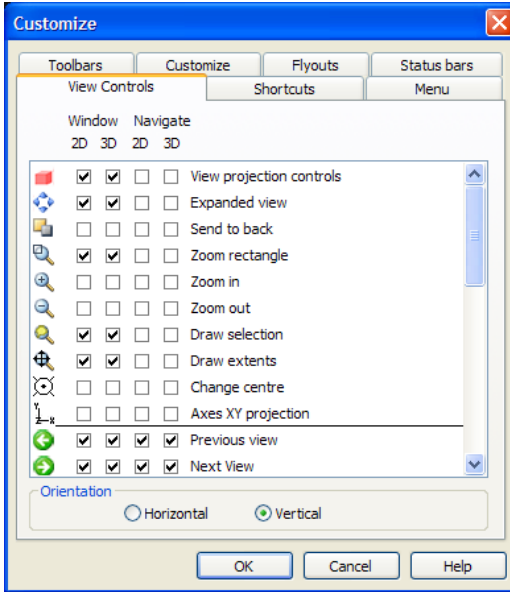 Customize
Toolbars Customize Flyouts Status bars
View Controls Shortcuts Menu
Window Navigate
2D 3D 2D 3D
View projection controls
Expanded view
Send to back
Zoom rectangle
Zoom in
Zoom out
Draw selection
Draw extents
Change centre
Axes XY projection
Previous view
Next View
Orientation
Horizontal Vertical
OK Cancel Help